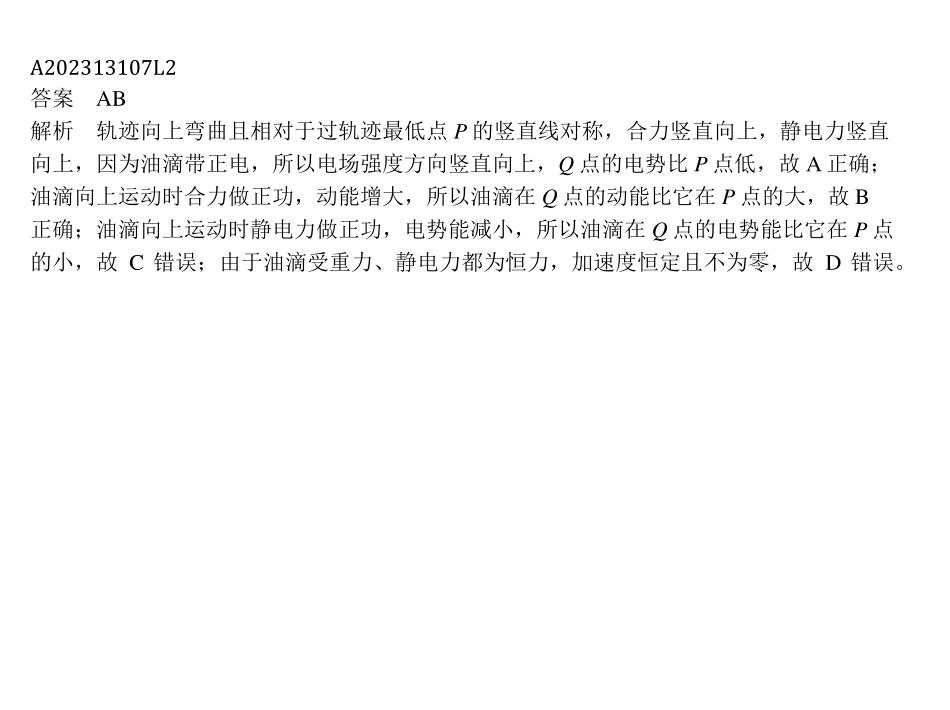 A202313107L2
答案 AB
解析 轨迹向上弯曲且相对于过轨迹最低点 P 的竖直线对称，合力竖直向上，静电力竖直
向上，因为油滴带正电，所以电场强度方向竖直向上，Q 点的电势比 P 点低，故 A 正确；
油滴向上运动时合力做正功，动能增大，所以油滴在 Q 点的动能比它在 P 点的大，故 B
正确；油滴向上运动时静电力做正功，电势能减小，所以油滴在 Q 点的电势能比它在 P 点
的小，故 C 错误；由于油滴受重力、静电力都为恒力，加速度恒定且不为零，故 D 错误。